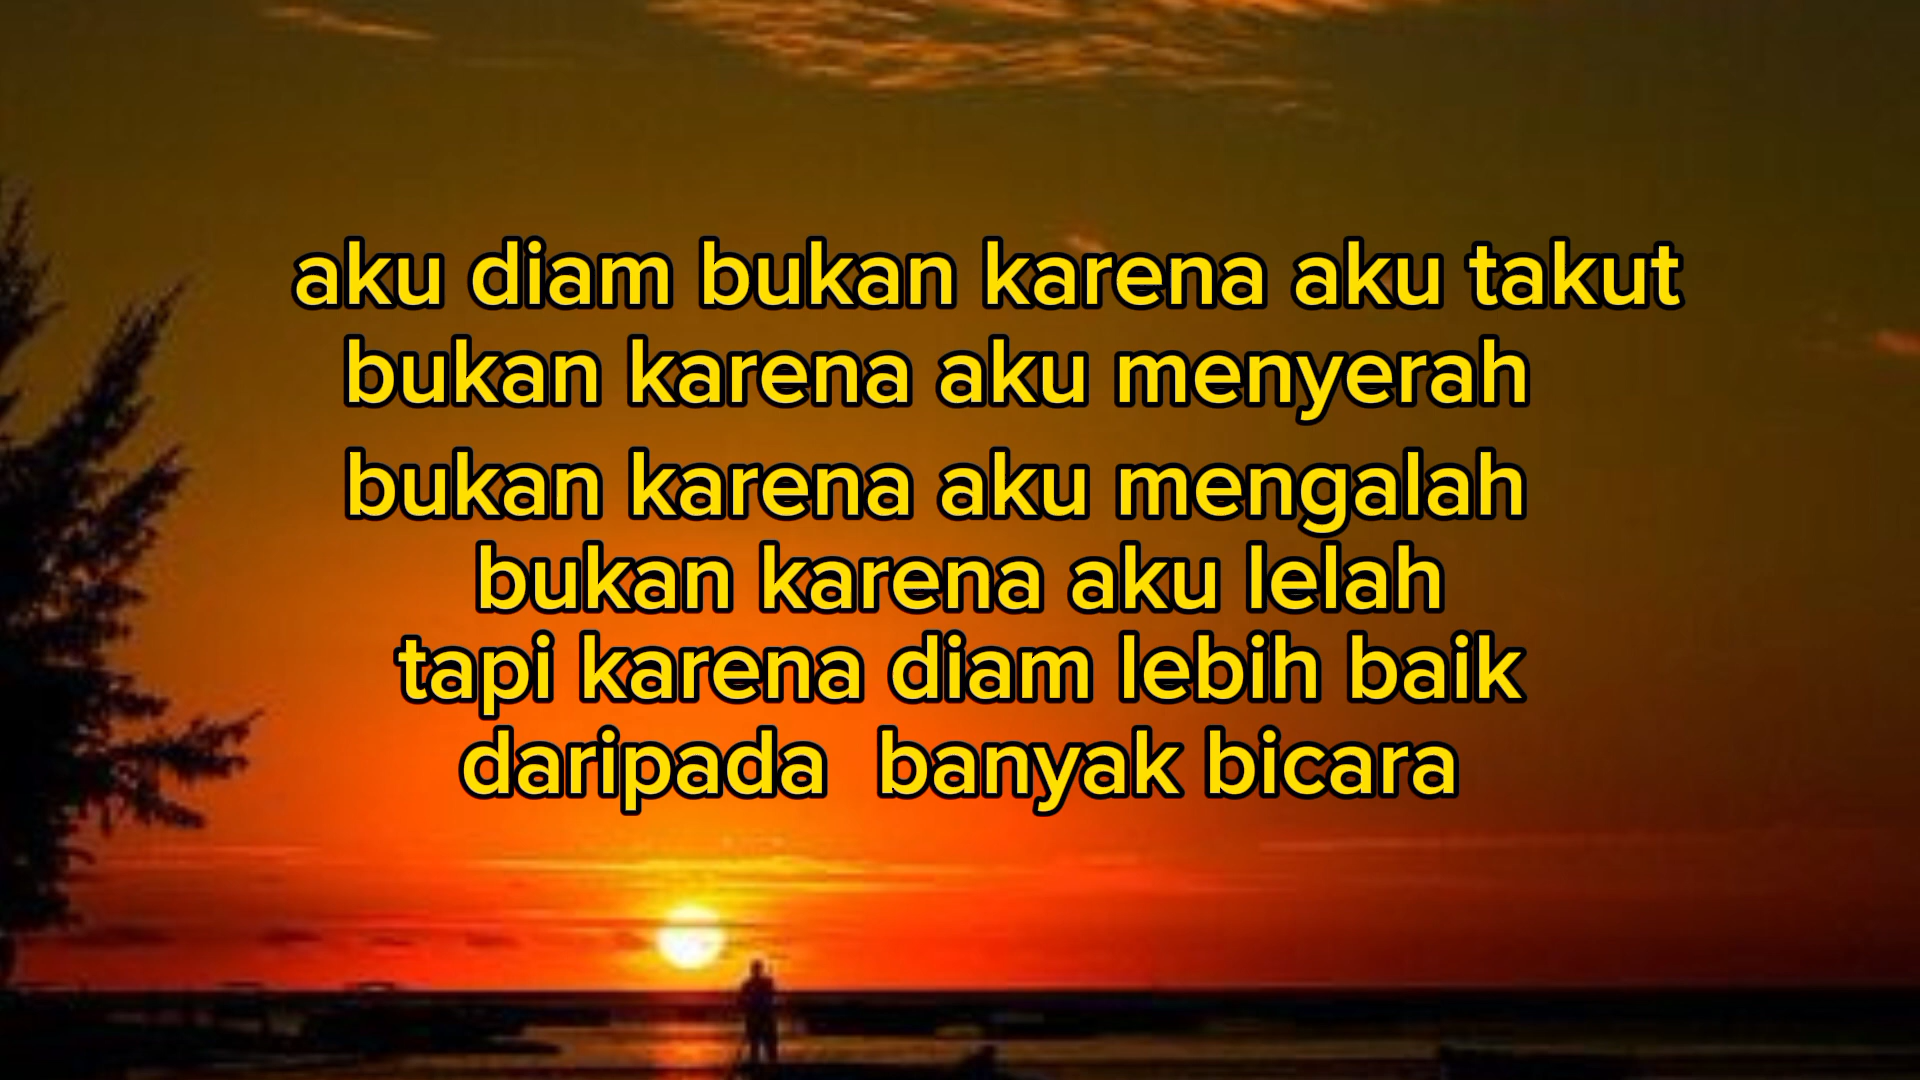 aku diam bukan karena aku takut
bukan karena aku menyerah
bukan karena aku mengalah
bukan karena aku lelah
tapi karena diam lebih baik
daripada  banyak bicara